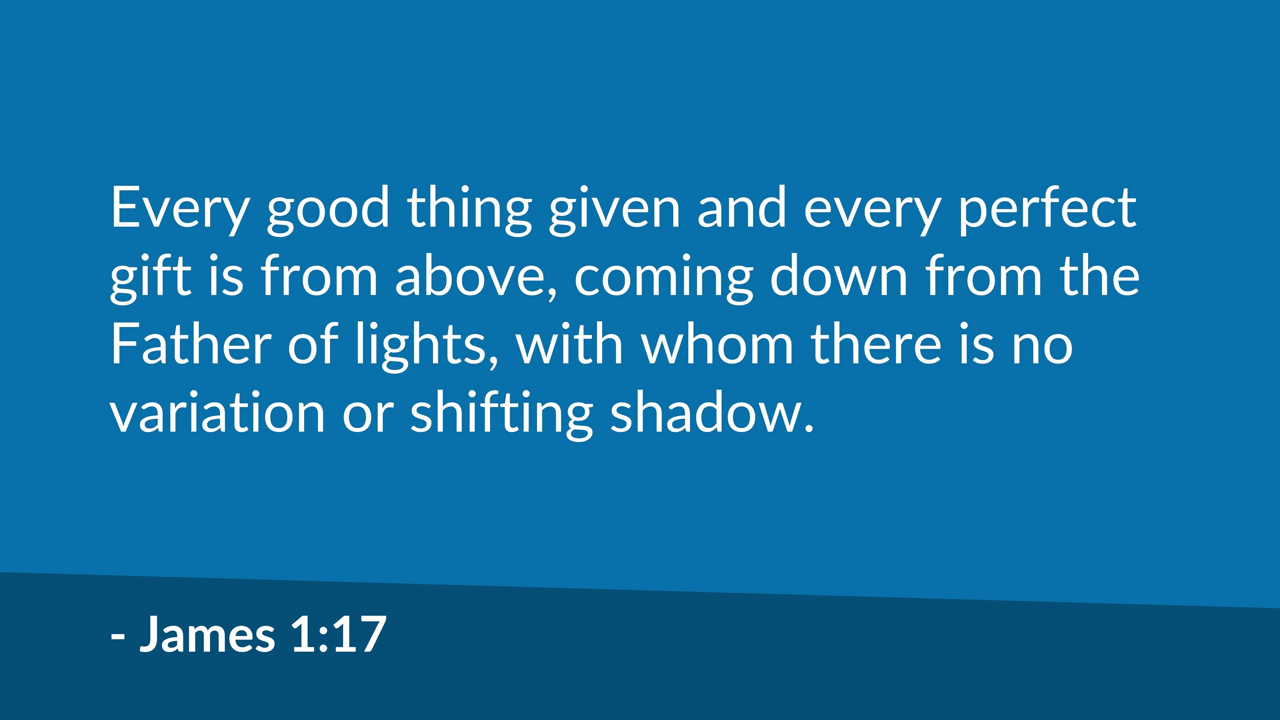 Every good thing given and every perfect
gift is from above, coming down from the
Father of lights, with whom there is no
variation or shifting shadow.
- James 1:17